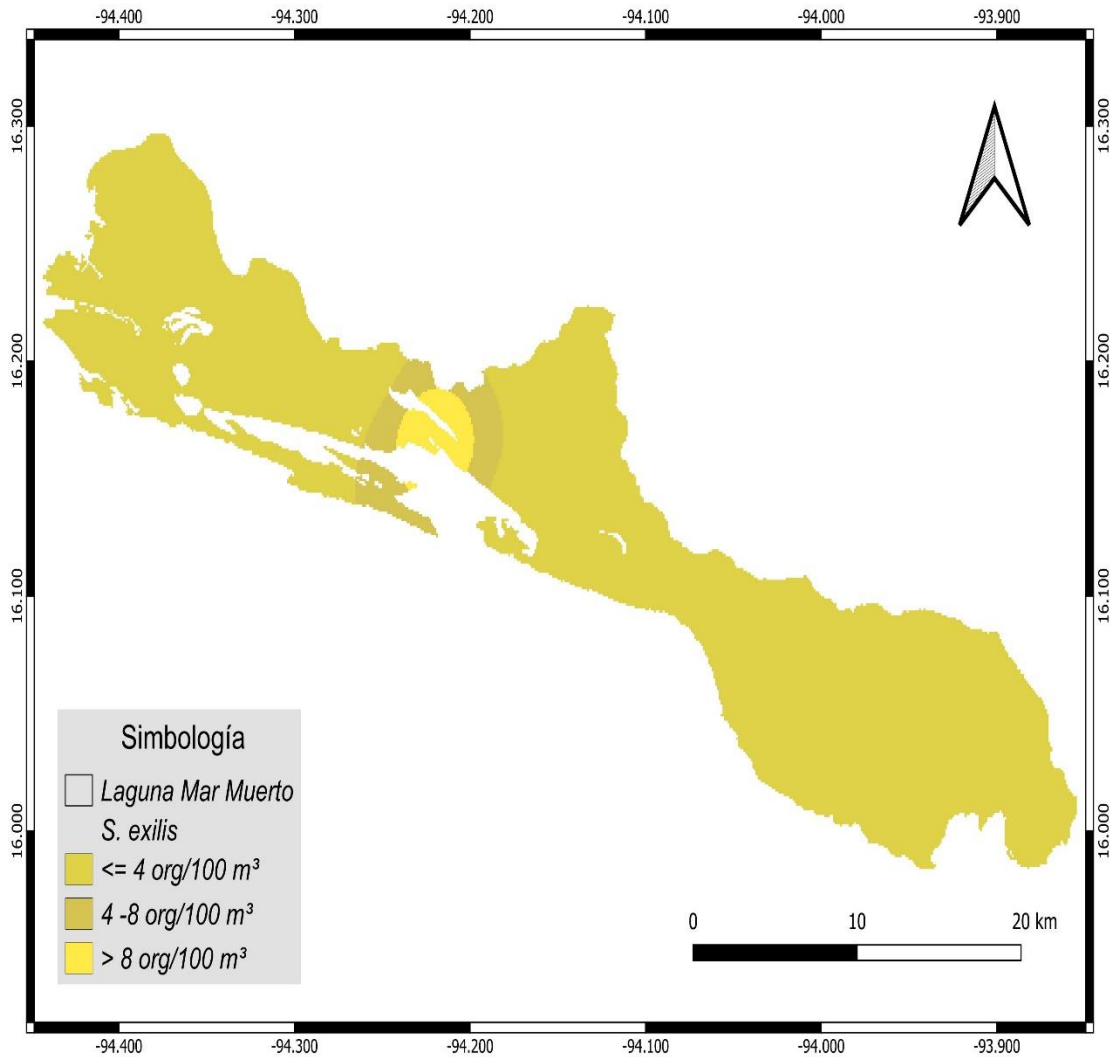 -94.400 -94.300 -94.200 -94.100 -94.000 -93.900
16.300 16.300
16.200 16.200
16.100 16.100
16.000 16.000
Simbología
Laguna Mar Muerto
S. exilis
<= 4 org/100 m³
4 -8 org/100 m³
> 8 org/100 m³
0 10 20 km
-94.400 -94.300 -94.200 -94.100 -94.000 -93.900